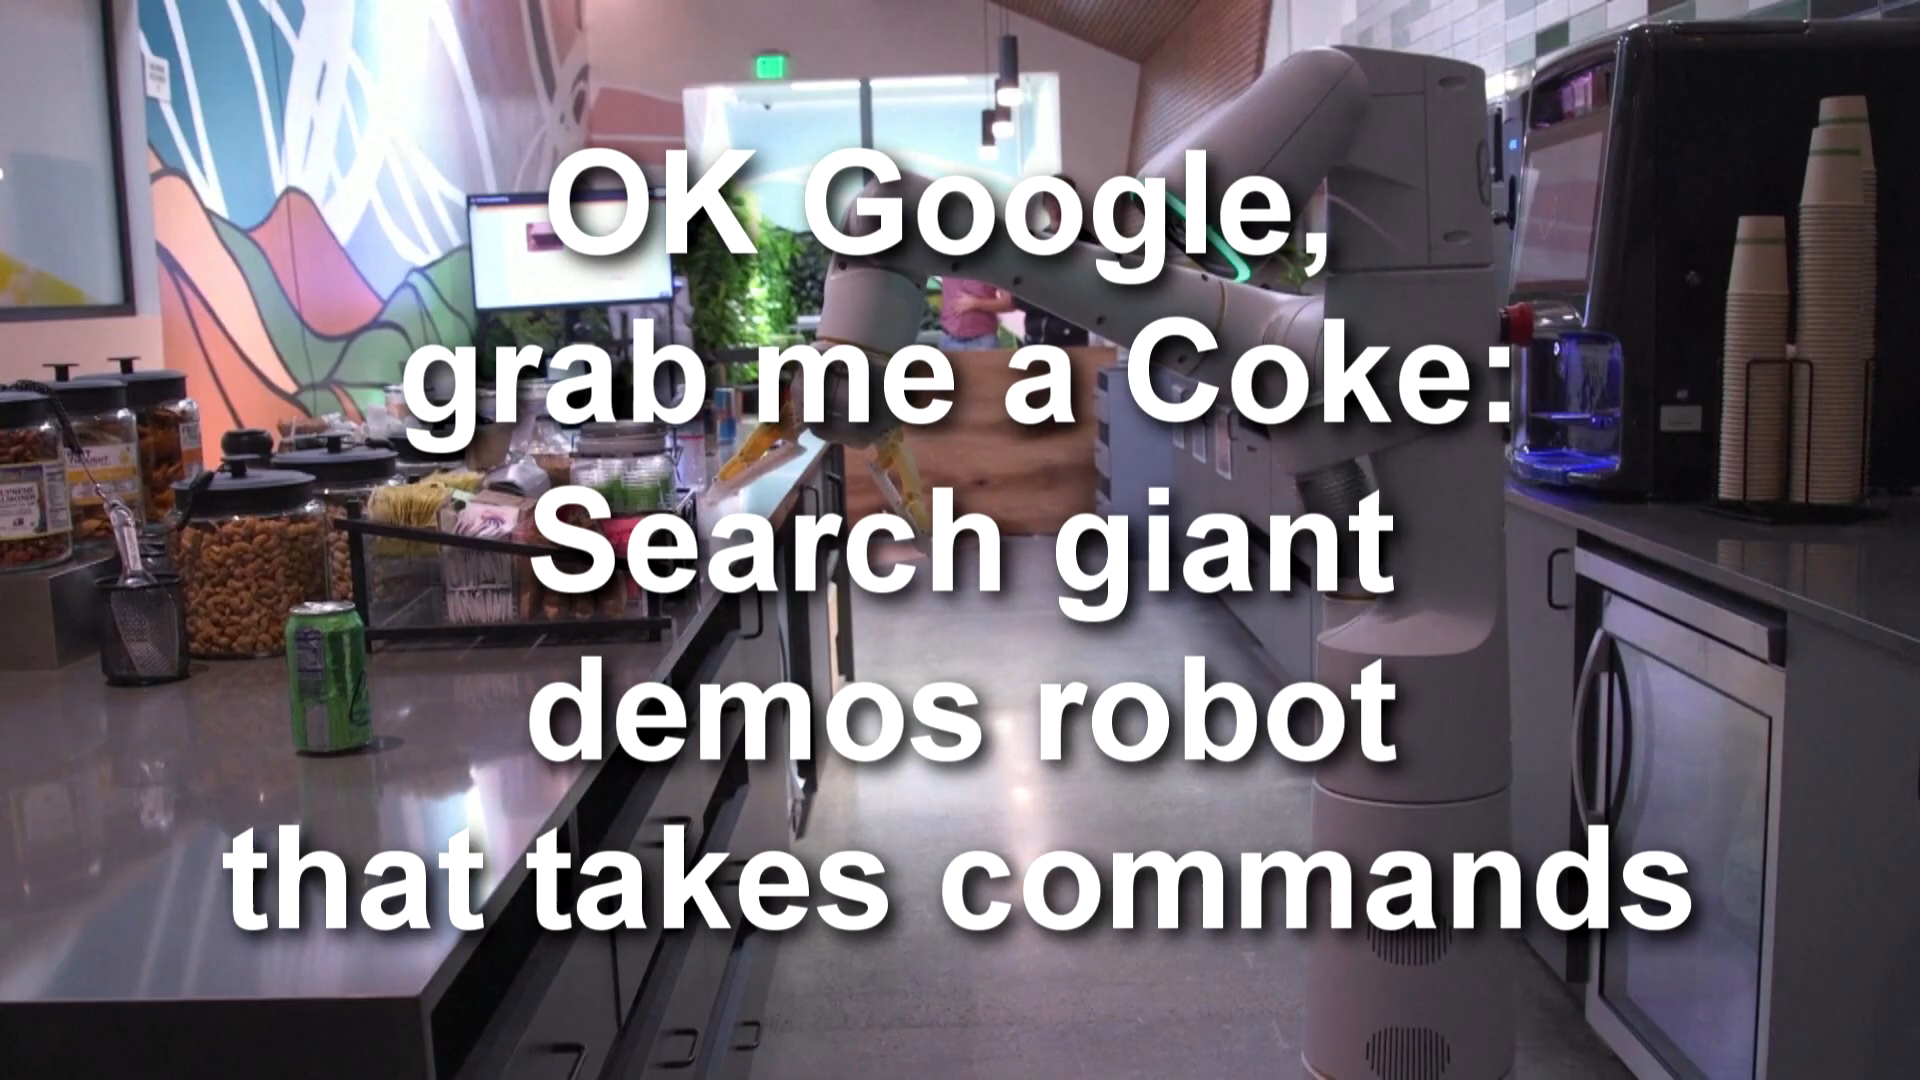 OK Google,
grab me a Coke:
Search giant
demos robot
that takes commands